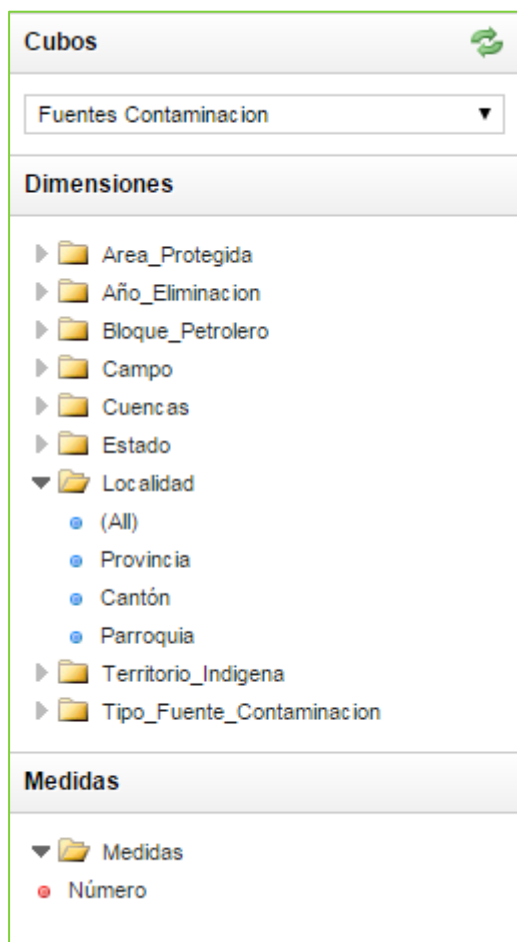 Cubos
Fuentes Contaminacion
Dimensiones
Area_Protegida
Año_Eliminacion
Bloque_Petrolero
Campo
Cuencas
Estado
Localidad
(All)
Provincia
Cantón
Parroquia
Territorio_Indigena
Tipo_Fuente_Contaminacion
Medidas
Medidas
Número